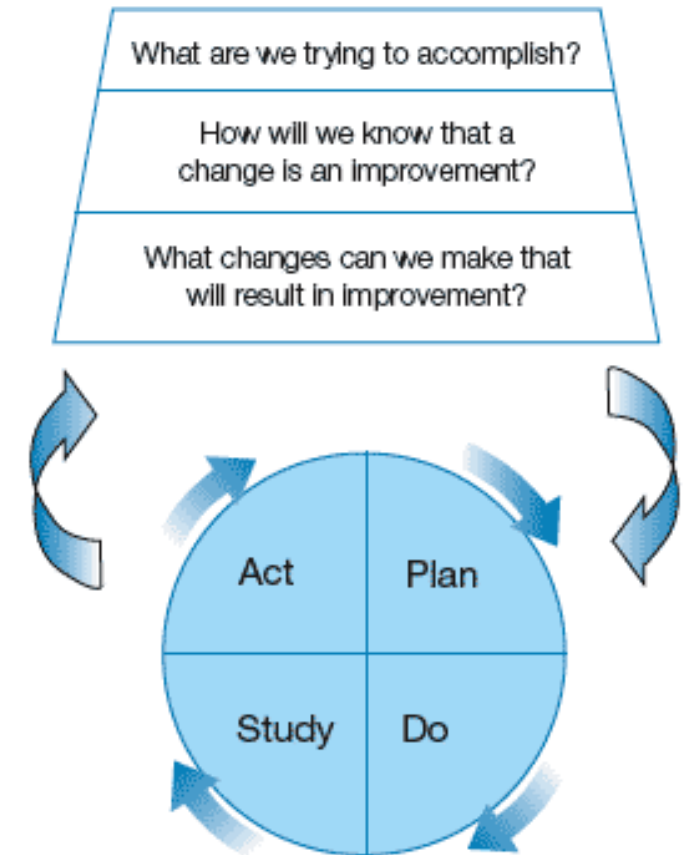 What are we trying to accomplish?
How will we know that a
change is an improvement?
What changes can we make that
will result in improvement?
Act
Plan
Study
Do